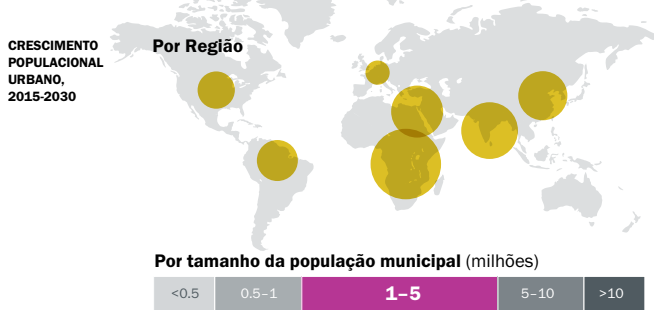 CRESCIMENTO
POPULACIONAL
URBANO,
2015-2030
Por Região
Por tamanho da população municipal (milhões)
<0.5 0.5–1 1–5 5–10 >10